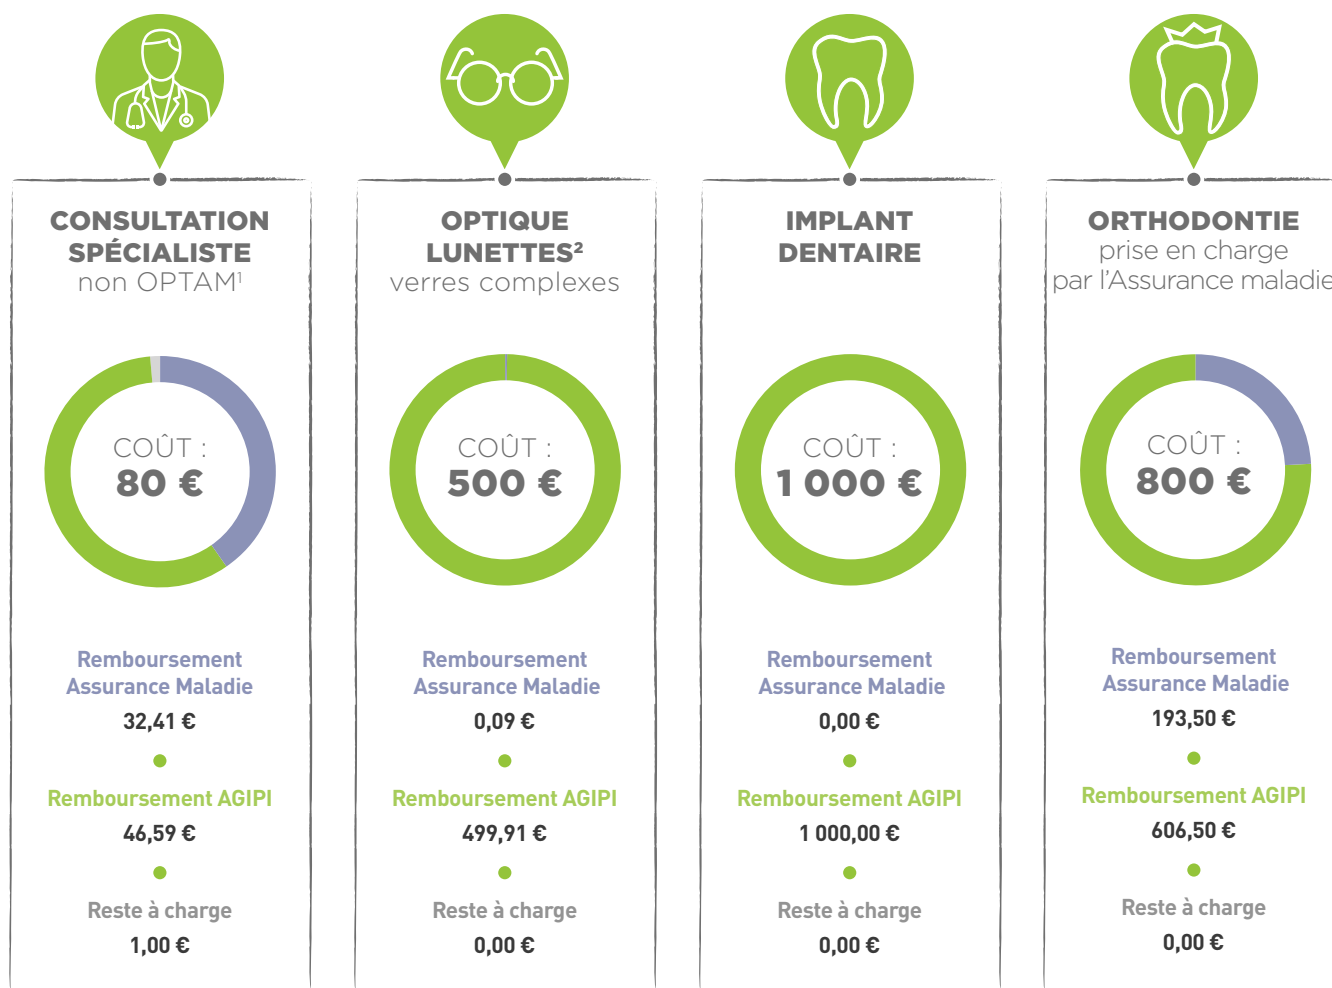 CONSULTATION
SPÉCIALISTE
non OPTAM¹
COÛT :
80 €
Remboursement
Assurance Maladie
32,41 €
Remboursement AGIPI
46,59 €
Reste à charge
1,00 €
OPTIQUE
LUNETTES²
verres complexes
COÛT :
500 €
Remboursement
Assurance Maladie
0,09 €
Remboursement AGIPI
499,91 €
Reste à charge
0,00 €
IMPLANT
DENTAIRE
COÛT :
1 000 €
Remboursement
Assurance Maladie
0,00 €
Remboursement AGIPI
1 000,00 €
Reste à charge
0,00 €
ORTHODONTIE
prise en charge
par l’Assurance maladie
COÛT :
800 €
Remboursement
Assurance Maladie
193,50 €
Remboursement AGIPI
606,50 €
Reste à charge
0,00 €